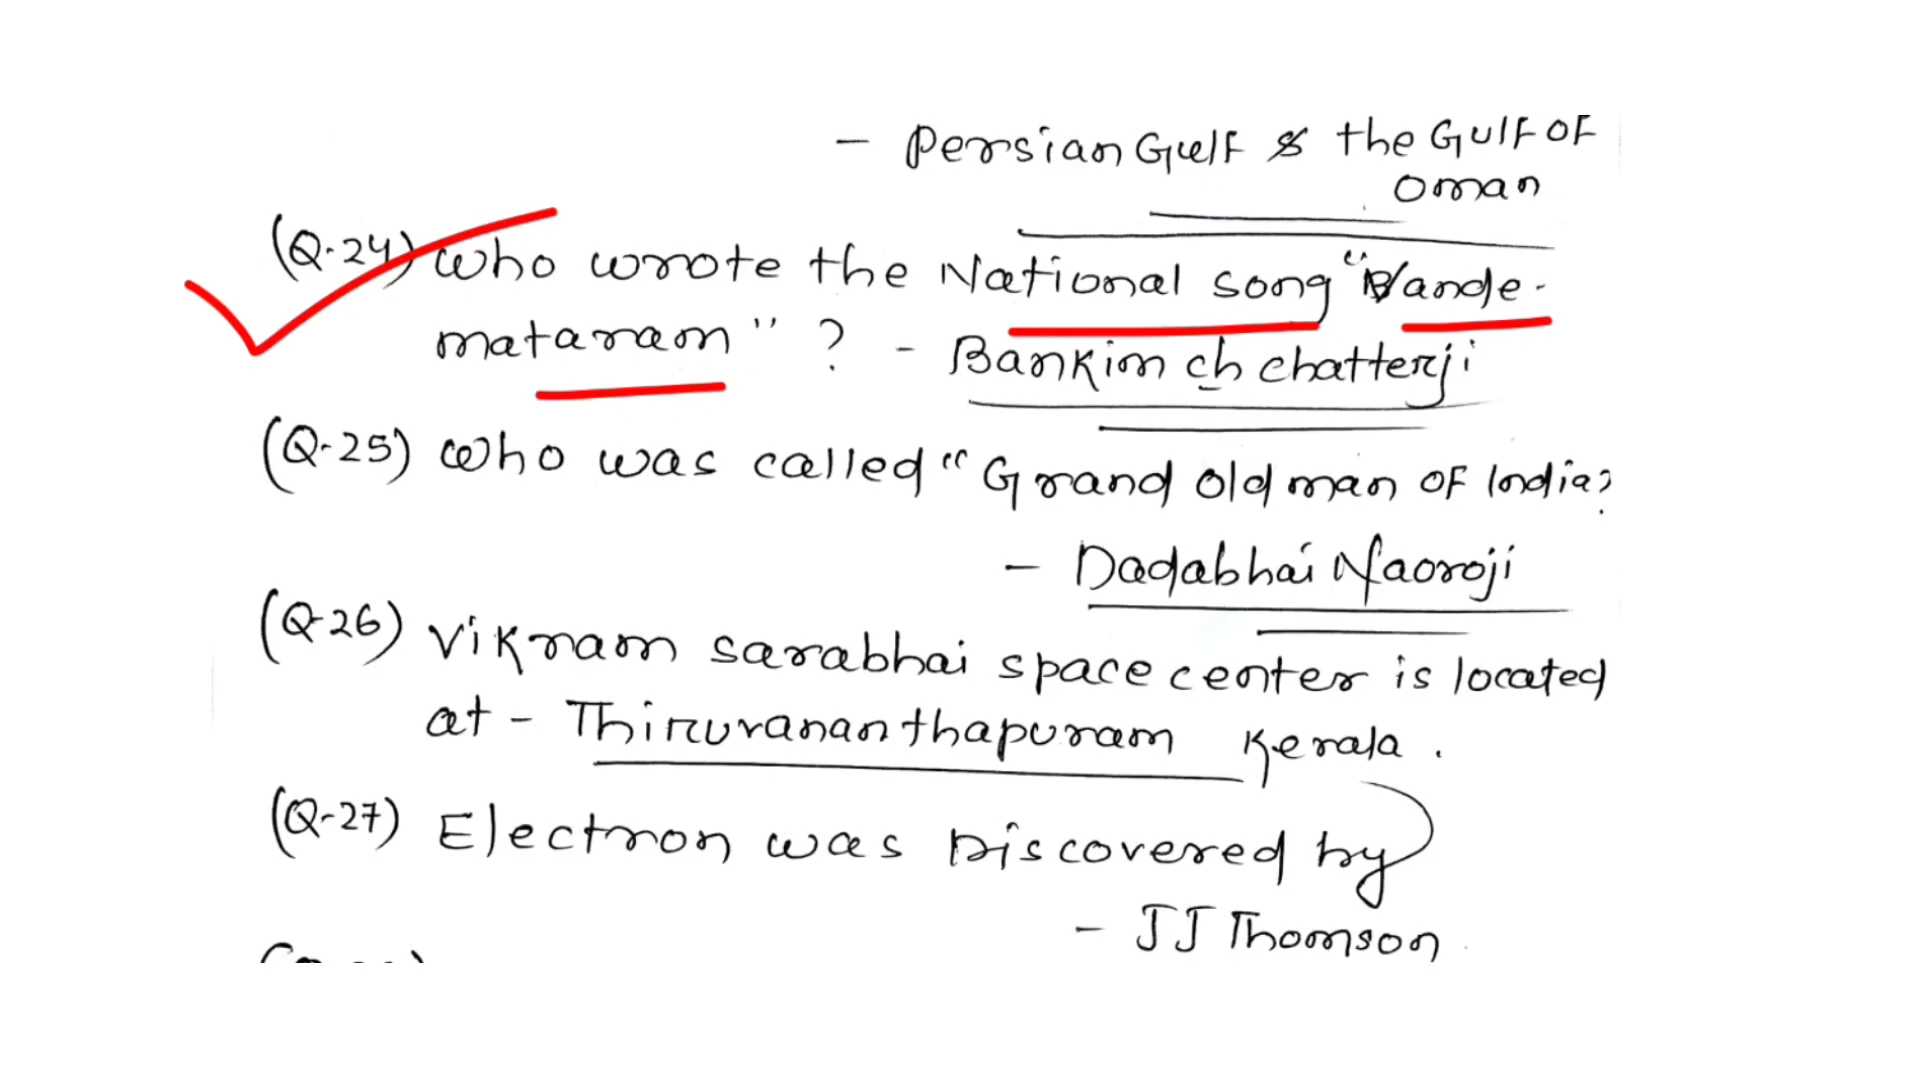 - Persian Gulf & the Gulf of
Oman
(Q.24) Who wrote the National song "Vande-
mataram" ? - Bankim ch chatterji
(Q.25) Who was called "Grand old man of India?
- Dadabhai Naoroji
(Q.26) Vikram sarabhai space center is located
at - Thiruvananthapuram Kerala.
(Q.27) Electron was Discovered by
- JJ Thomson